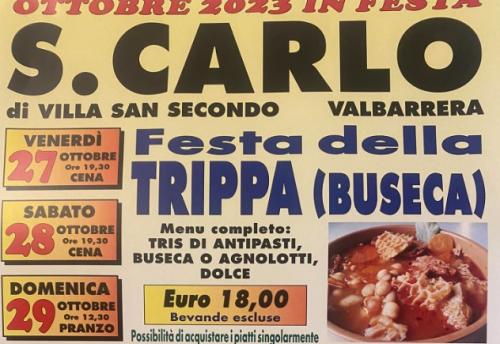 OTTOBRE 2023 IN FESTA
S. CARLO
di VILLA SAN SECONDO VALBARRERA
VENERDÌ
27 OTTOBRE
Ore 19,30
CENA
SABATO
28 OTTOBRE
Ore 19,30
CENA
DOMENICA
29 OTTOBRE
Ore 12,30
PRANZO
Festa della
TRIPPA (BUSECA)
Menu completo:
TRIS DI ANTIPASTI,
BUSECA O AGNOLOTTI,
DOLCE
Euro 18,00
Bevande escluse
Possibilità di acquistare i piatti singolarmente